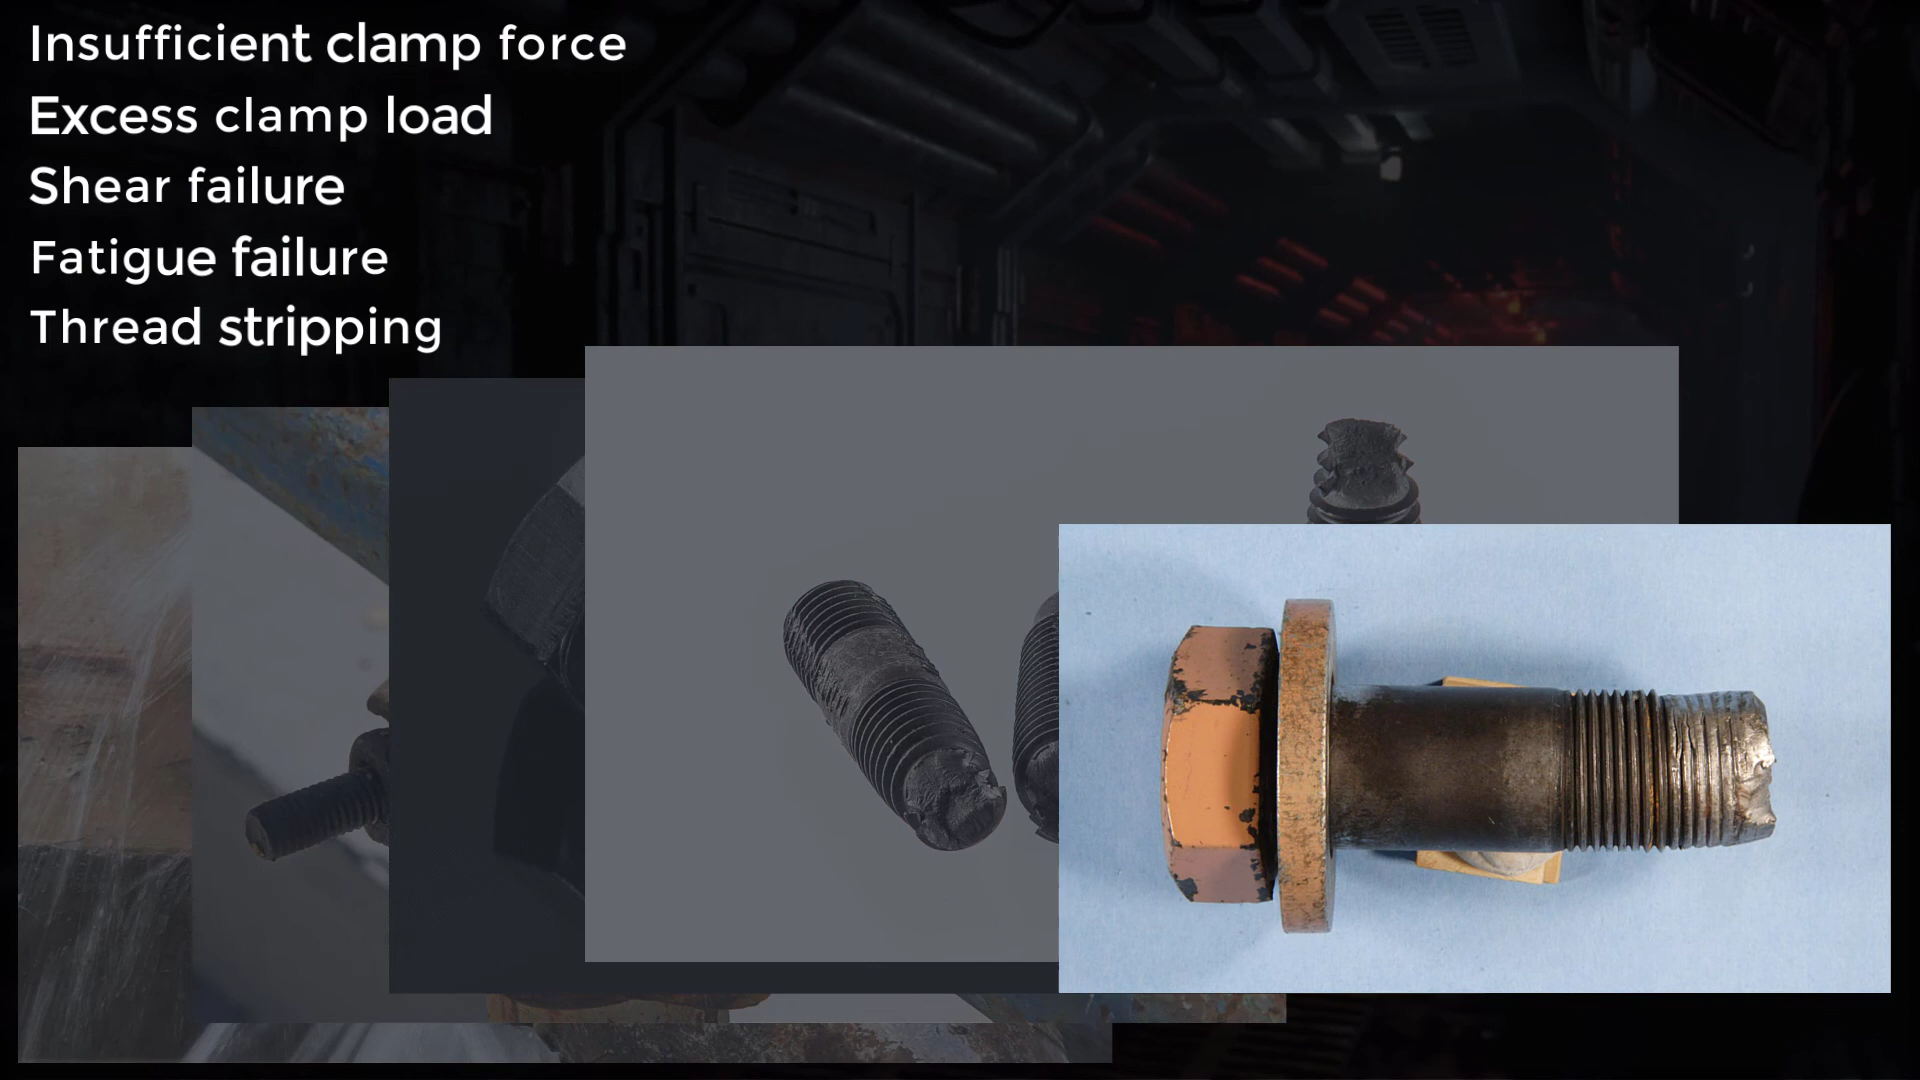 Insufficient clamp force
Excess clamp load
Shear failure
Fatigue failure
Thread stripping